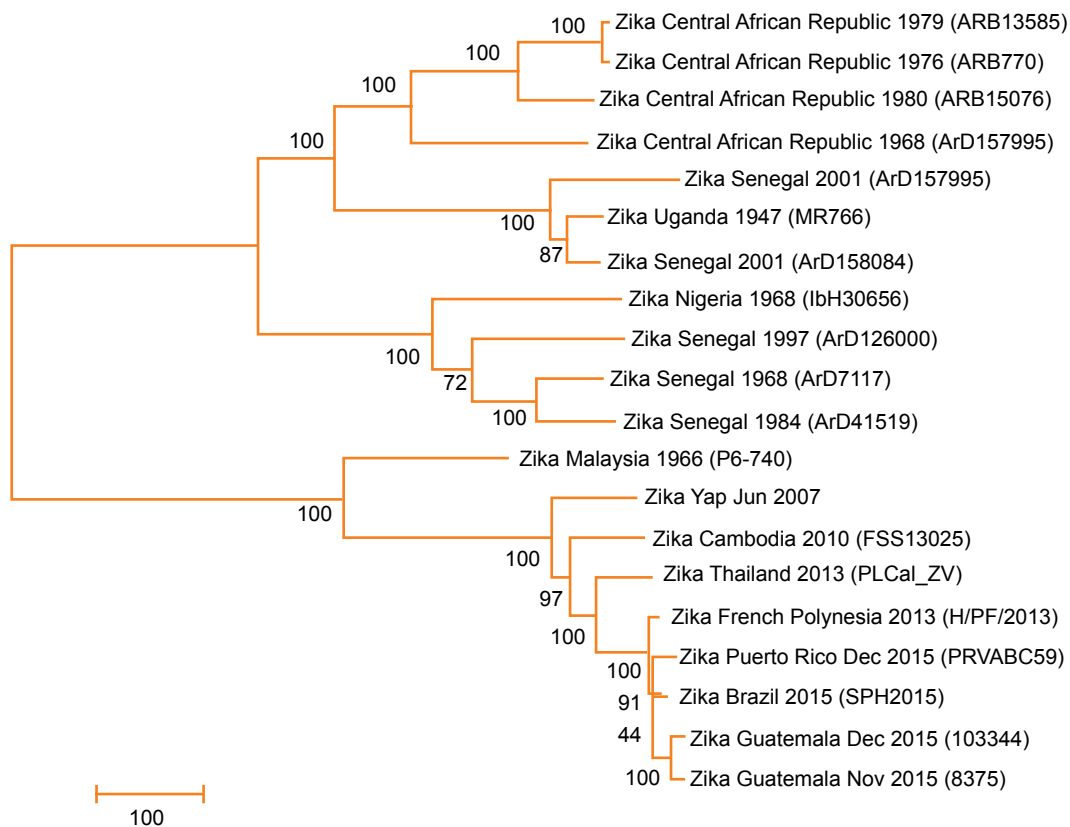 Zika Central African Republic 1979 (ARB13585)
100
Zika Central African Republic 1976 (ARB770)
100
Zika Central African Republic 1980 (ARB15076)
100
Zika Central African Republic 1968 (ArD157995)
100
Zika Senegal 2001 (ArD157995)
Zika Uganda 1947 (MR766)
100
87
Zika Senegal 2001 (ArD158084)
Zika Nigeria 1968 (IbH30656)
Zika Senegal 1997 (ArD126000)
100
72
Zika Senegal 1968 (ArD7117)
100
Zika Senegal 1984 (ArD41519)
Zika Malaysia 1966 (P6-740)
Zika Yap Jun 2007
100
Zika Cambodia 2010 (FSS13025)
100
Zika Thailand 2013 (PLCal_ZV)
97
Zika French Polynesia 2013 (H/PF/2013)
100
Zika Puerto Rico Dec 2015 (PRVABC59)
100
Zika Brazil 2015 (SPH2015)
91
44
Zika Guatemala Dec 2015 (103344)
100
Zika Guatemala Nov 2015 (8375)
100